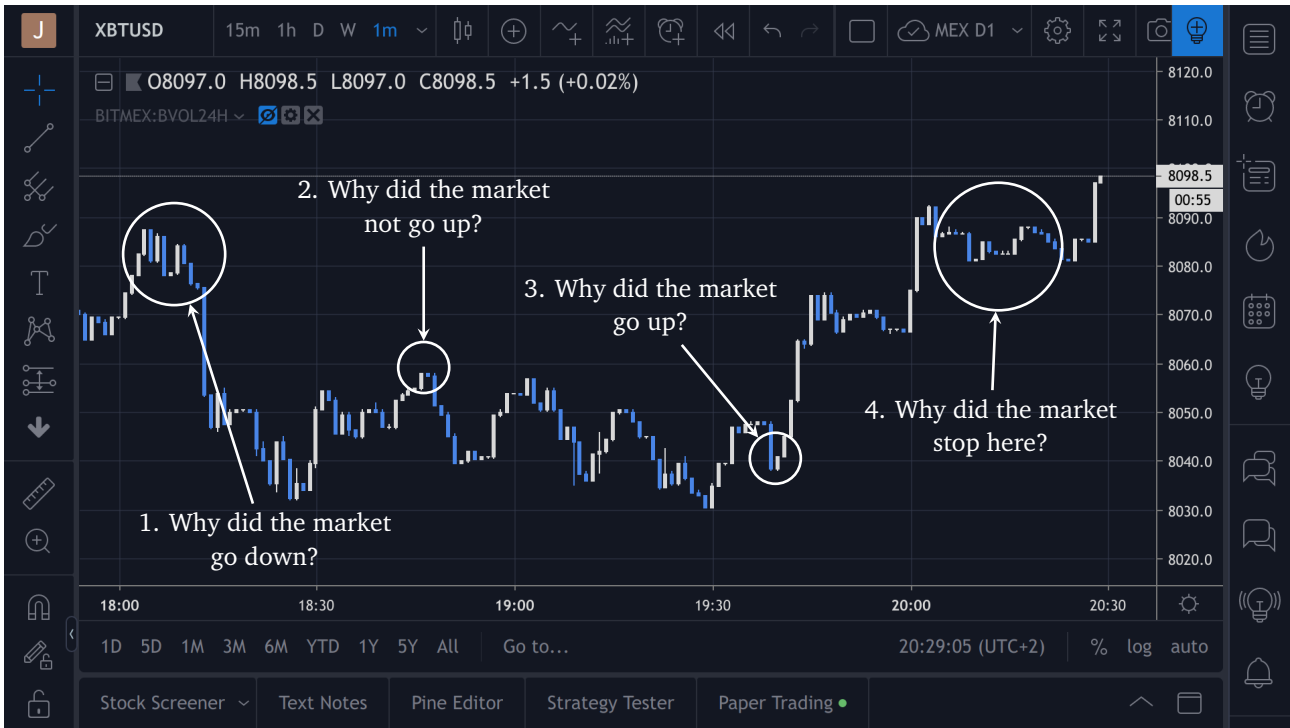 J XBTUSD 15m 1h D W 1m MEX D1
O8097.0 H8098.5 L8097.0 C8098.5 +1.5 (+0.02%)
BITMEX:BVOL24H
8120.0
8110.0
8098.5
00:55
8090.0
8080.0
8070.0
8060.0
8050.0
8040.0
8030.0
8020.0
2. Why did the market
not go up?
3. Why did the market
go up?
4. Why did the market
stop here?
1. Why did the market
go down?
18:00 18:30 19:00 19:30 20:00 20:30
1D 5D 1M 3M 6M YTD 1Y 5Y All Go to... 20:29:05 (UTC+2) % log auto
Stock Screener Text Notes Pine Editor Strategy Tester Paper Trading